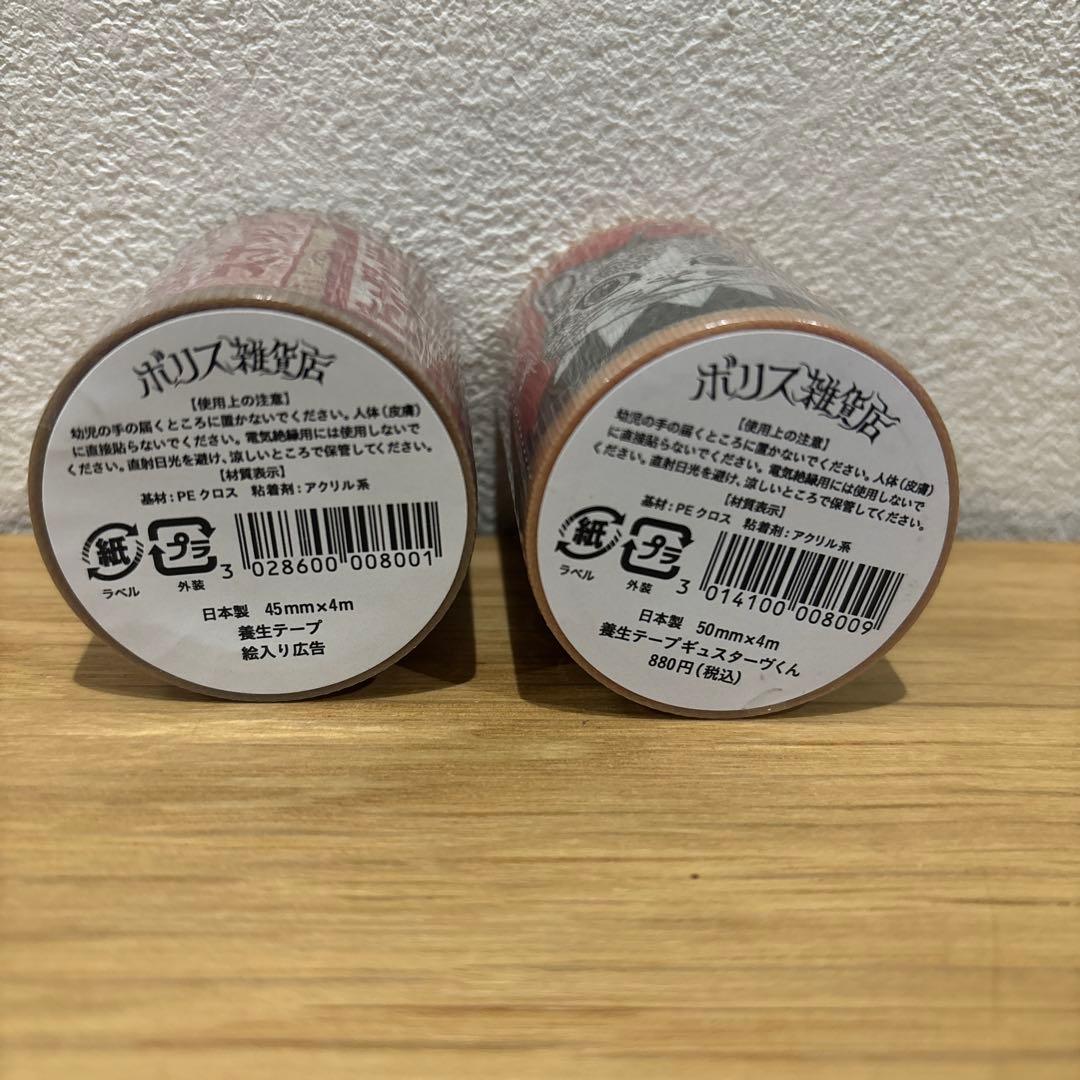 ボリス雑貨店
【使用上の注意】
幼児の手の届くところに置かないでください。人体(皮膚)
に直接貼らないでください。電気絶縁用には使用しないで
ください。直射日光を避け、涼しいところで保管してください。
【材質表示】
基材:PEクロス 粘着剤:アクリル系
紙
ラベル
プラ
外装
3 028600 008001
日本製 45mm×4m
養生テープ
絵入り広告
ボリス雑貨店
【使用上の注意】
幼児の手の届くところに置かないでください。人体(皮膚)
に直接貼らないでください。電気絶縁用には使用しないで
ください。直射日光を避け、涼しいところで保管してください。
【材質表示】
基材:PEクロス 粘着剤:アクリル系
紙
ラベル
プラ
外装
3 014100 008009
日本製 50mm×4m
養生テープギュスターヴくん
880円(税込)